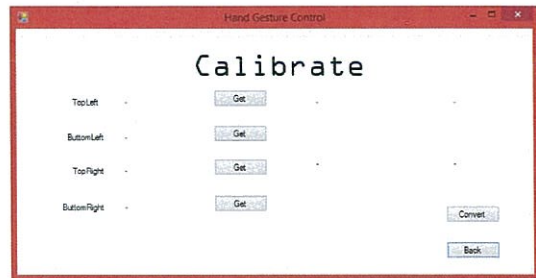 Hand Gesture Control
Calibrate
TopLeft - Get - -
ButtomLeft - Get
TopRight - Get - -
ButtomRight - Get
Convert
Back